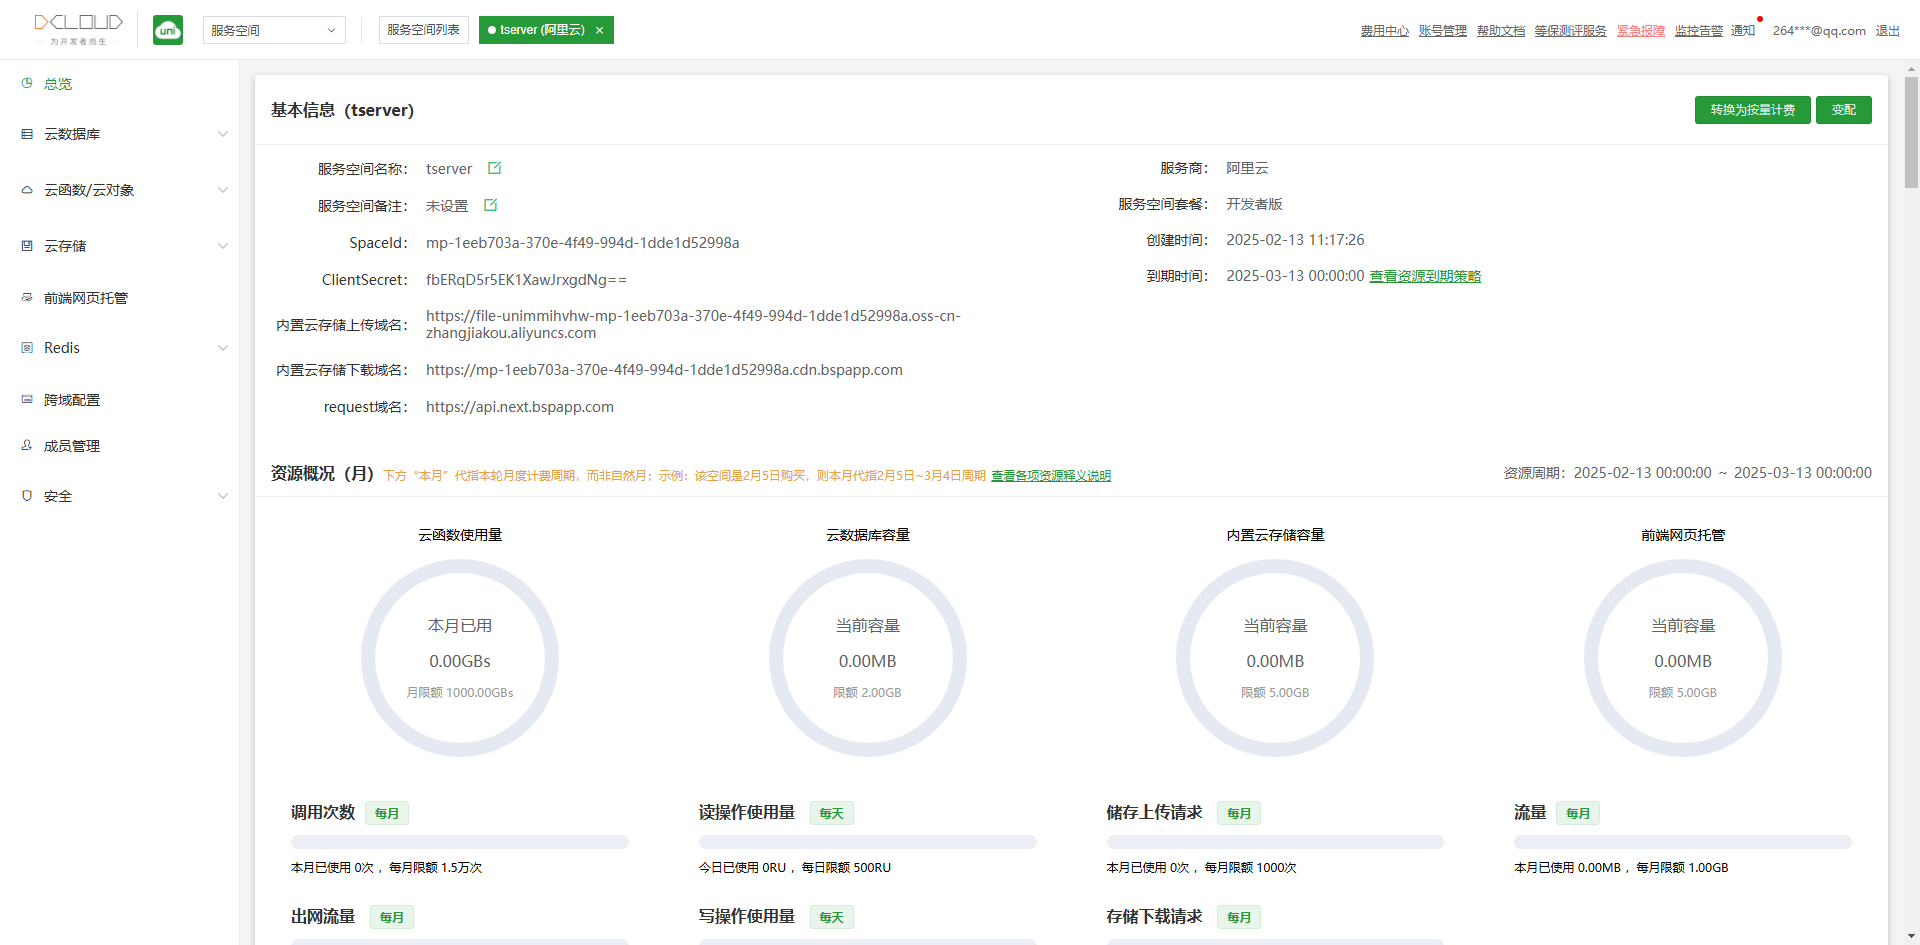 DCLOUD
为开发者而生
uni
服务空间
服务空间列表
tserver (阿里云) ×
费用中心 账号管理 帮助文档 等保测评服务 紧急报障 监控告警 通知 264***@qq.com 退出
总览
云数据库
云函数/云对象
云存储
前端网页托管
Redis
跨域配置
成员管理
安全
基本信息（tserver）
转换为按量计费 变配
服务空间名称： tserver
服务空间备注： 未设置
SpaceId： mp-1eeb703a-370e-4f49-994d-1dde1d52998a
ClientSecret： fbERqD5r5EK1XawJrxgdNg==
内置云存储上传域名： https://file-unimmihvhw-mp-1eeb703a-370e-4f49-994d-1dde1d52998a.oss-cn-
zhangjiakou.aliyuncs.com
内置云存储下载域名： https://mp-1eeb703a-370e-4f49-994d-1dde1d52998a.cdn.bspapp.com
request域名： https://api.next.bspapp.com
服务商： 阿里云
服务空间套餐： 开发者版
创建时间： 2025-02-13 11:17:26
到期时间： 2025-03-13 00:00:00 查看资源到期策略
资源概况（月） 下方“本月”代指本轮月度计费周期，而非自然月；示例：该空间是2月5日购买，则本月代指2月5日~3月4日周期 查看各项资源释义说明
资源周期：2025-02-13 00:00:00 ~ 2025-03-13 00:00:00
云函数使用量
本月已用
0.00GBs
月限额 1000.00GBs
云数据库容量
当前容量
0.00MB
限额 2.00GB
内置云存储容量
当前容量
0.00MB
限额 5.00GB
前端网页托管
当前容量
0.00MB
限额 5.00GB
调用次数 每月
本月已使用 0次 ，每月限额 1.5万次
读操作使用量 每天
今日已使用 0RU ，每日限额 500RU
储存上传请求 每月
本月已使用 0次 ，每月限额 1000次
流量 每月
本月已使用 0.00MB ，每月限额 1.00GB
出网流量 每月
写操作使用量 每天
存储下载请求 每月